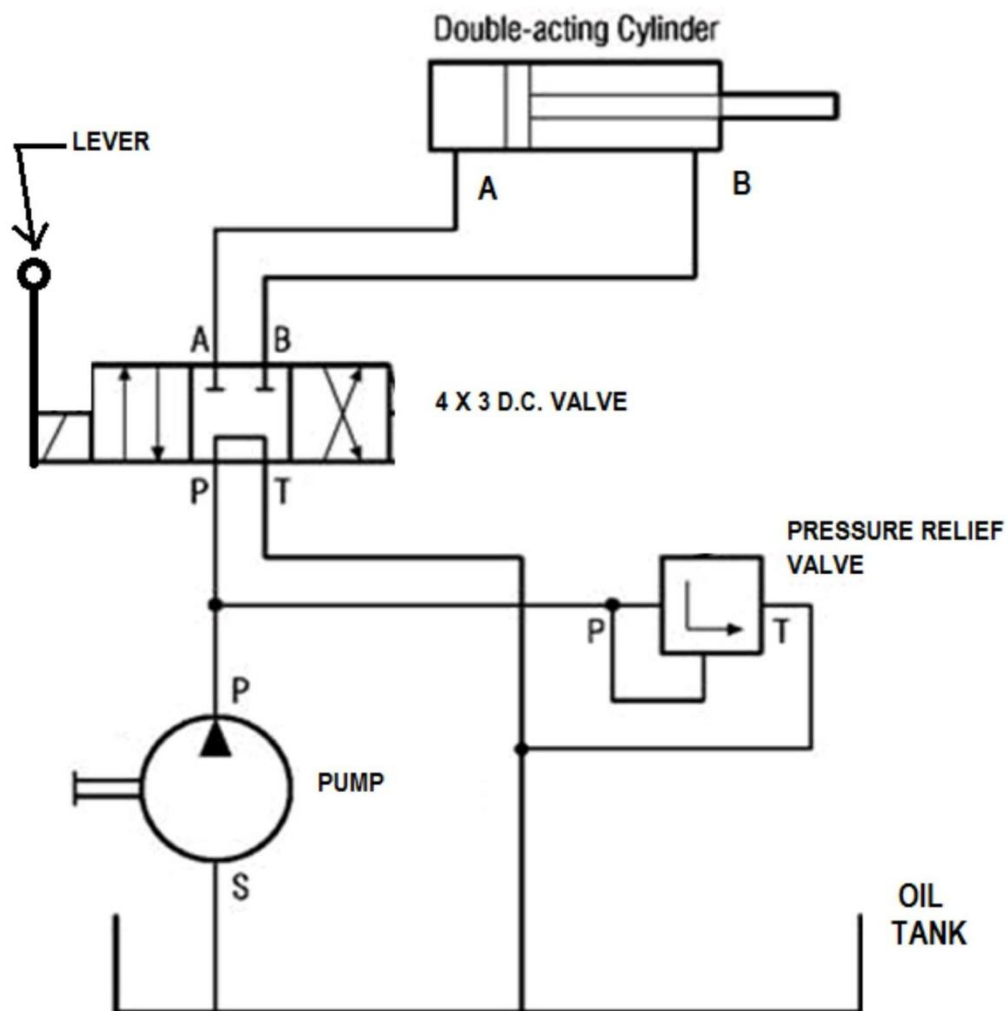 Double-acting Cylinder
LEVER
A
B
A B
4 X 3 D.C. VALVE
P T
PRESSURE RELIEF
VALVE
P
T
P
PUMP
S
OIL
TANK